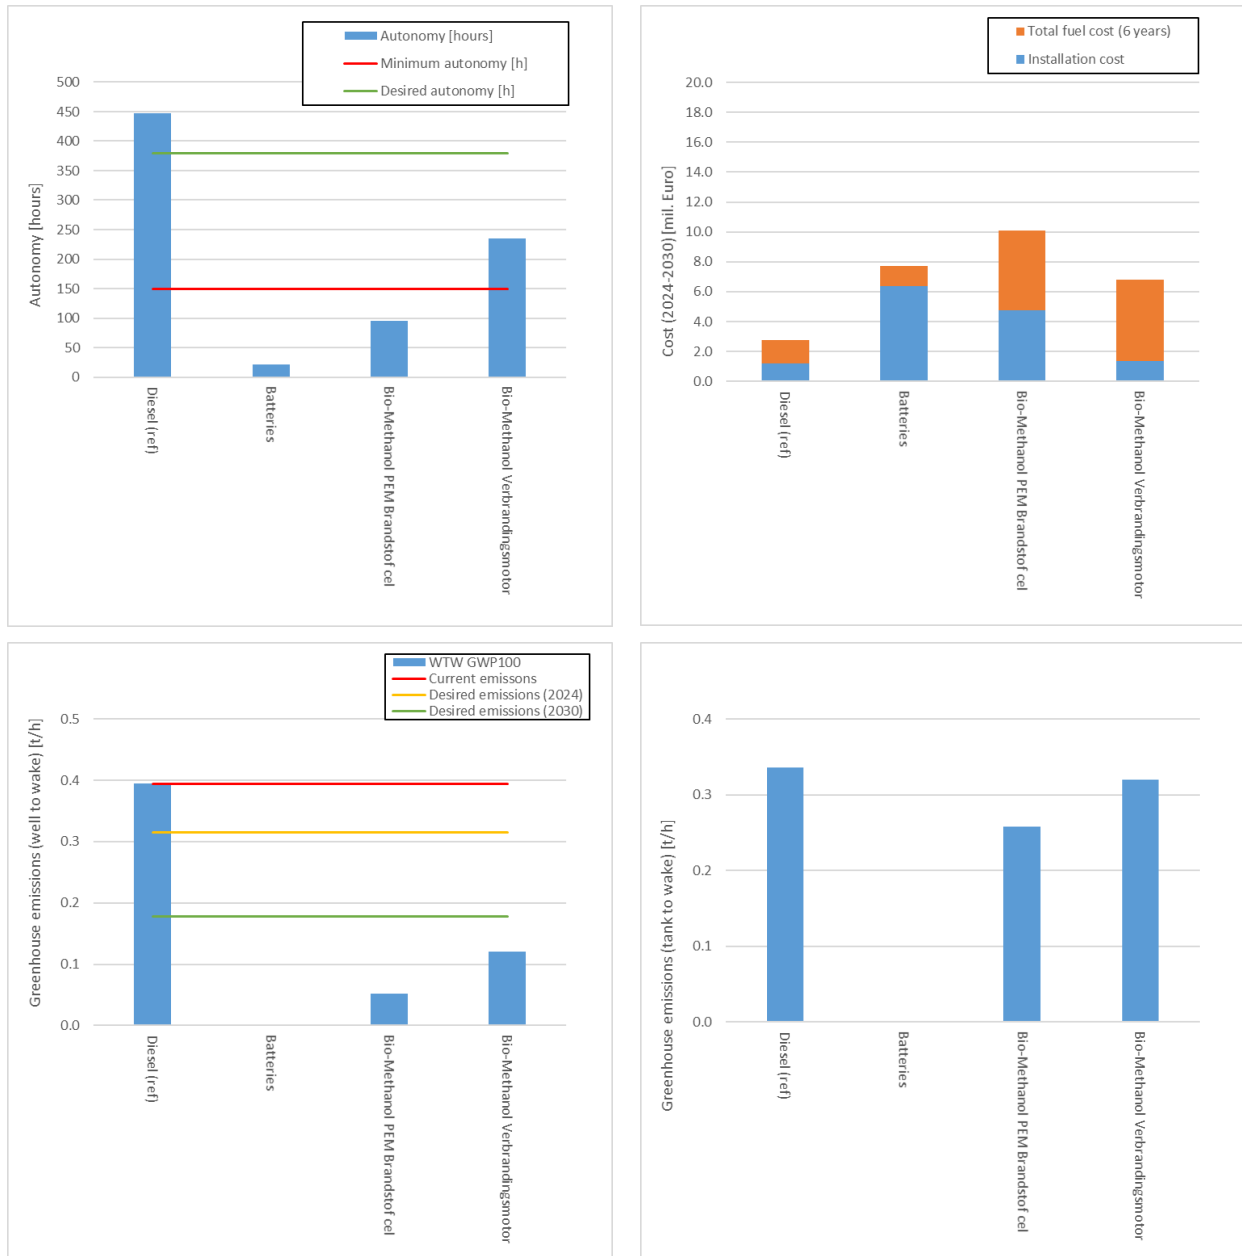 Autonomy [hours]
Minimum autonomy [h]
Desired autonomy [h]
500
450
400
350
300
250
200
150
100
50
0
Autonomy [hours]
Diesel (ref)
Batteries
Bio-Methanol PEM Brandstof cel
Bio-Methanol Verbrandingsmotor
Total fuel cost (6 years)
Installation cost
20.0
18.0
16.0
14.0
12.0
10.0
8.0
6.0
4.0
2.0
0.0
Cost (2024-2030) [mil. Euro]
Diesel (ref)
Batteries
Bio-Methanol PEM Brandstof cel
Bio-Methanol Verbrandingsmotor
WTW GWP100
Current emissons
Desired emissions (2024)
Desired emissions (2030)
0.5
0.4
0.3
0.2
0.1
0.0
Greenhouse emissions (well to wake) [t/h]
Diesel (ref)
Batteries
Bio-Methanol PEM Brandstof cel
Bio-Methanol Verbrandingsmotor
0.4
0.3
0.2
0.1
0.0
Greenhouse emissions (tank to wake) [t/h]
Diesel (ref)
Batteries
Bio-Methanol PEM Brandstof cel
Bio-Methanol Verbrandingsmotor